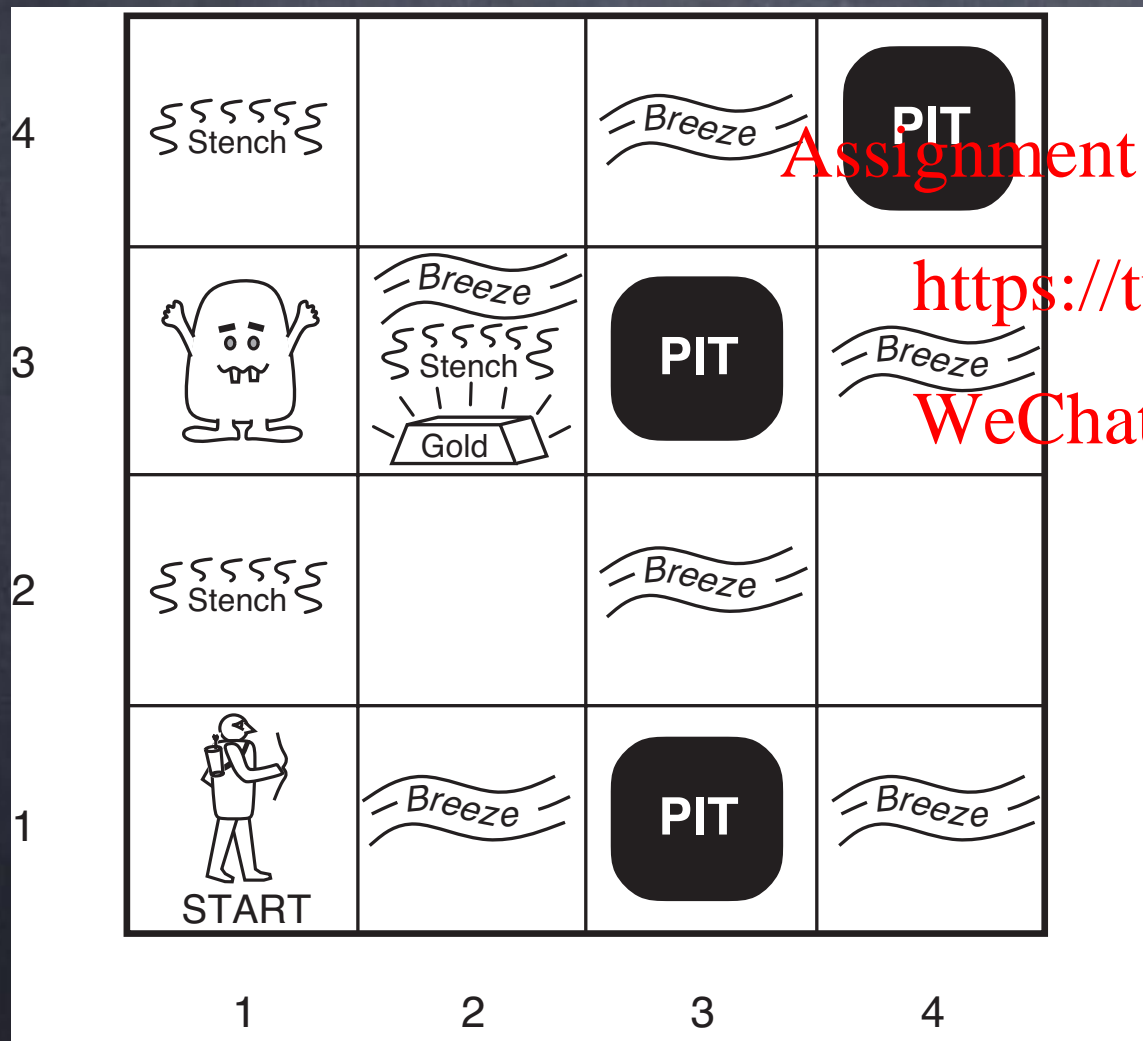 4
Stench
Breeze
PIT
Assignment
https://t
3
Breeze
Stench
Gold
PIT
Breeze
WeChat
2
Stench
Breeze
1
START
Breeze
PIT
Breeze
1 2 3 4